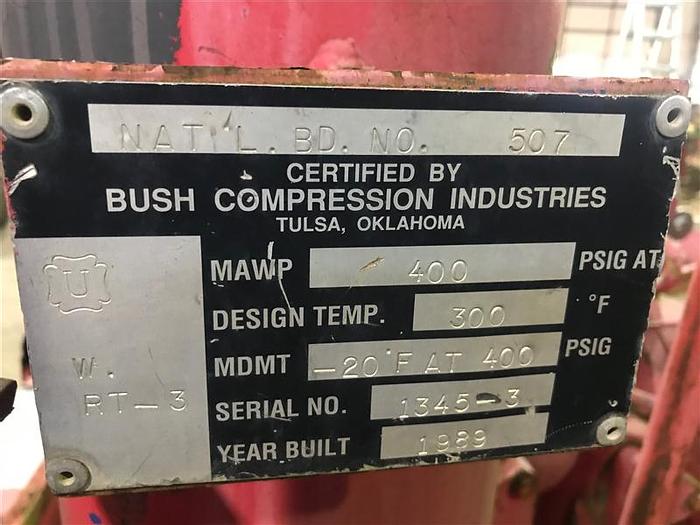 NAT'L. BD. NO. 507
CERTIFIED BY
BUSH COMPRESSION INDUSTRIES
TULSA, OKLAHOMA
U
W.
RT-3
MAWP 400 PSIG AT
DESIGN TEMP. 300 °F
MDMT -20°F AT 400 PSIG
SERIAL NO. 1345-3
YEAR BUILT 1989